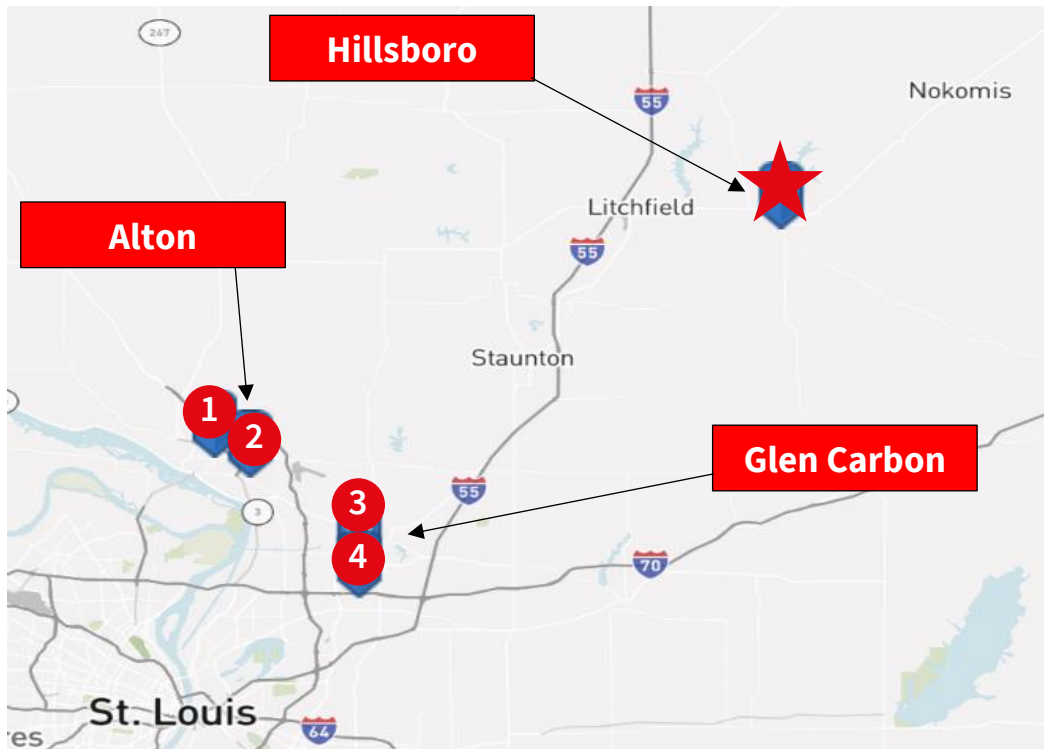 267
Hillsboro
55
Nokomis
Litchfield
Alton
55
Staunton
1
2
Glen Carbon
3
55
3
4
70
St. Louis
64
es